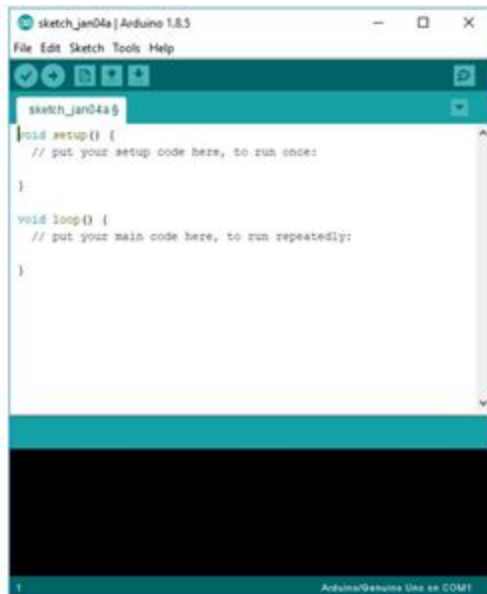 sketch_jan04a | Arduino 1.8.5
File Edit Sketch Tools Help
sketch_jan04a §
void setup() {
  // put your setup code here, to run once:
}
void loop() {
  // put your main code here, to run repeatedly:
}
1
Arduino/Genuino Uno on COM1